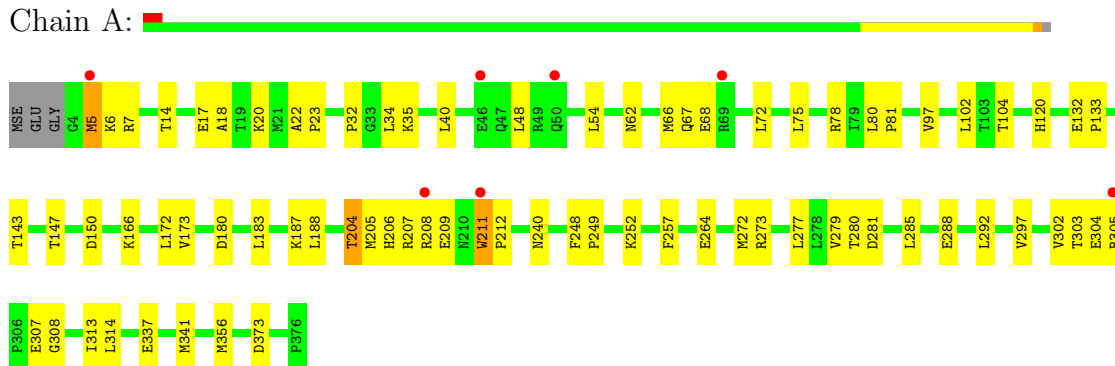 Chain A:
MSE GLU GLY G4 M5 K6 R7 T14 E17 A18 T19 K20 M21 A22 P23 P32 G33 L34 K35 L40 E46 Q47 L48 R49 Q50 L54 N62 M66 Q67 E68 R69 L72 L75 R78 I79 L80 P81 V97 L102 T103 T104 H120 E132 P133
T143 T147 D150 K166 L172 V173 D180 L183 K187 L188 T204 M205 H206 R207 R208 E209 N210 W211 P212 N240 F248 P249 K252 F257 E264 M272 R273 L277 L278 V279 T280 D281 L285 E288 L292 V297 V302 T303 E304 R305
P306 E307 G308 I313 L314 E337 M341 M356 D373 P376